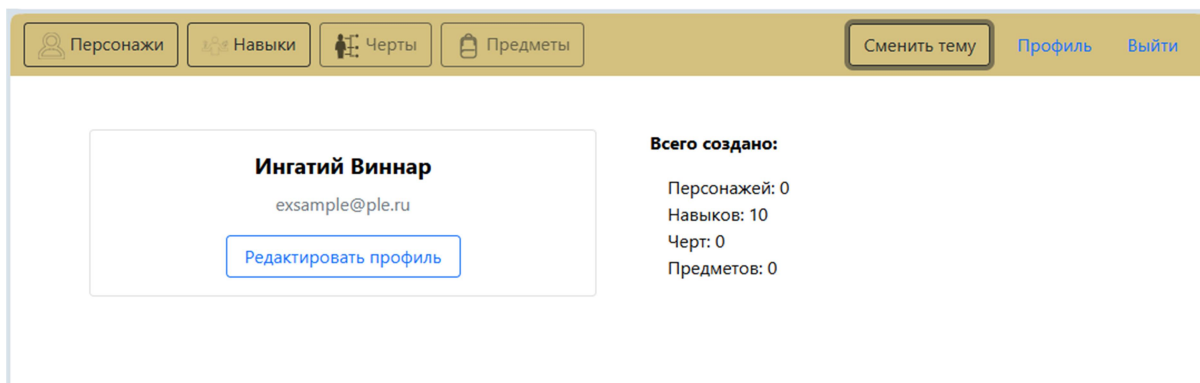 Персонажи Навыки Черты Предметы Сменить тему Профиль Выйти
Ингатий Виннар
exsample@ple.ru
Редактировать профиль
Всего создано:
Персонажей: 0
Навыков: 10
Черт: 0
Предметов: 0